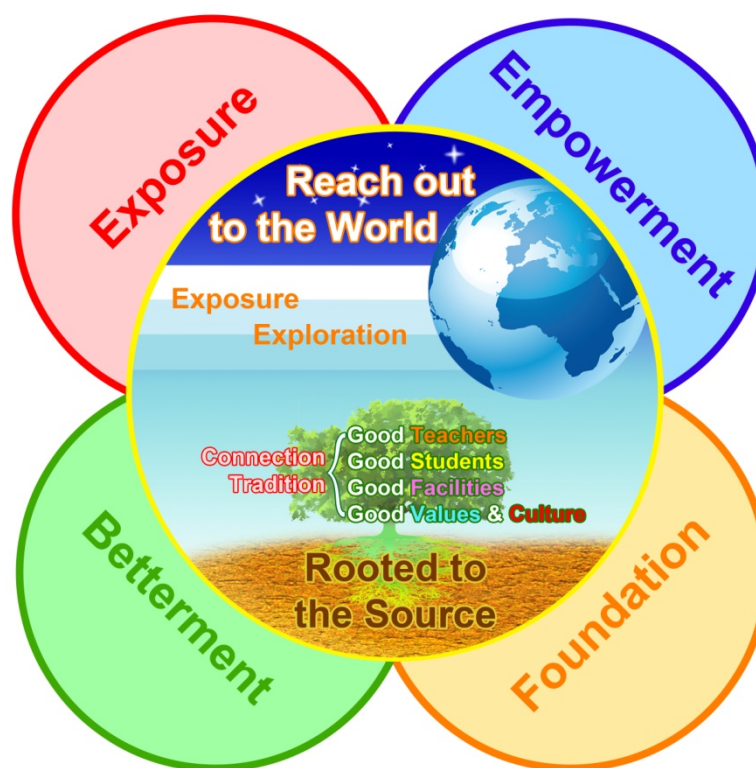 Exposure
Empowerment
Reach out
to the World
Exposure
Exploration
Connection
Tradition
Good Teachers
Good Students
Good Facilities
Good Values & Culture
Rooted to
the Source
Betterment
Foundation